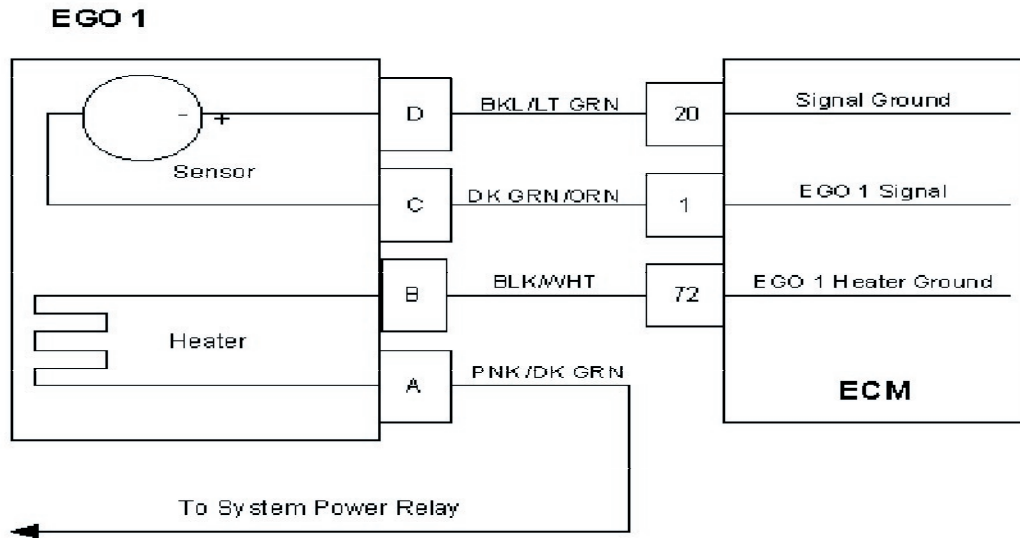 EGO 1
- +
Sensor
D
BKL/LT GRN
20
Signal Ground
C
DK GRN/ORN
1
EGO 1 Signal
B
BLK/WHT
72
EGO 1 Heater Ground
Heater
A
PNK/DK GRN
ECM
To System Power Relay